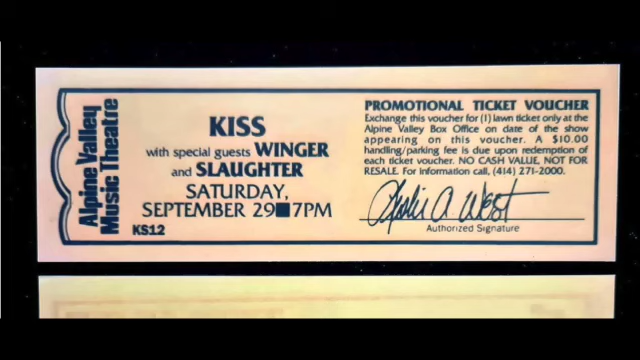 Alpine Valley
Music Theatre
KISS
with special guests WINGER
and SLAUGHTER
SATURDAY,
SEPTEMBER 29■7PM
KS12
PROMOTIONAL TICKET VOUCHER
Exchange this voucher for (1) lawn ticket only at the
Alpine Valley Box Office on date of the show
appearing on this voucher. A $10.00
handling/parking fee is due upon redemption of
each ticket voucher. NO CASH VALUE, NOT FOR
RESALE. For Information call, (414) 271-2000.
A West
Authorized Signature